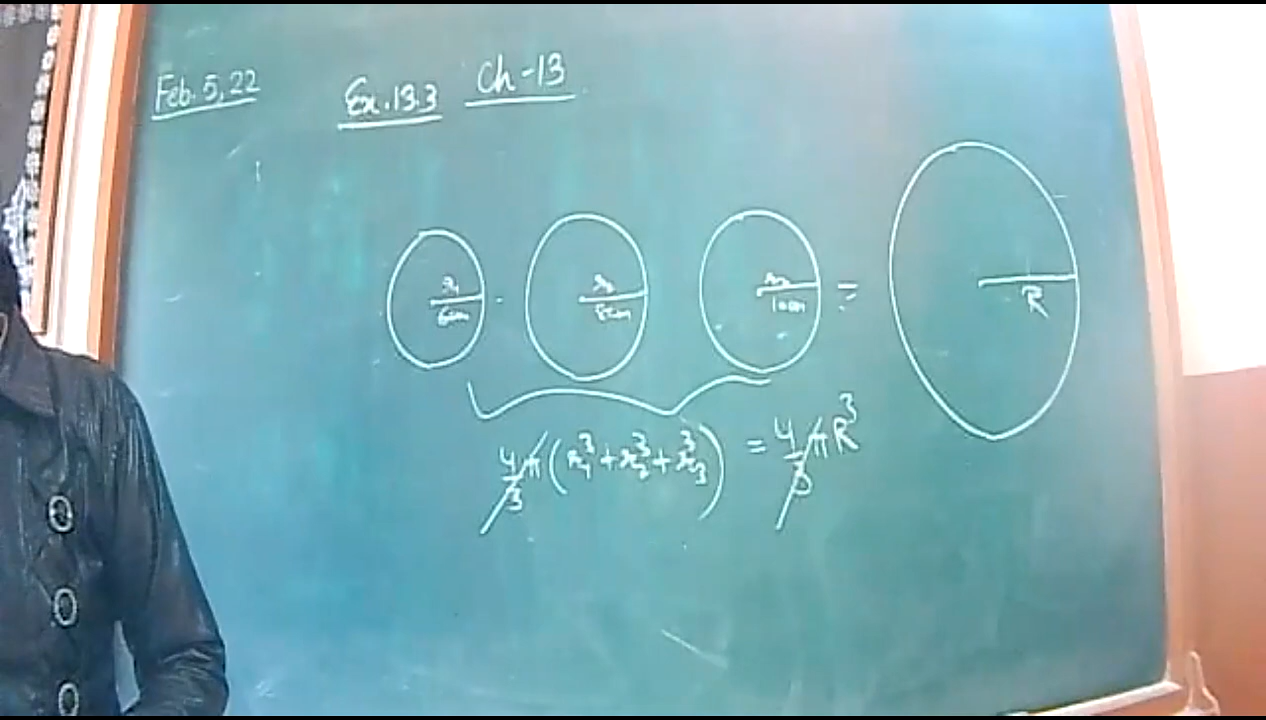 Feb. 5, 22
Ex. 13.3 Ch-13
r₁ r₂ r₃
6cm 8cm 10cm =
R
4/3 π (r₁³ + r₂³ + r₃³) = 4/3 π R³